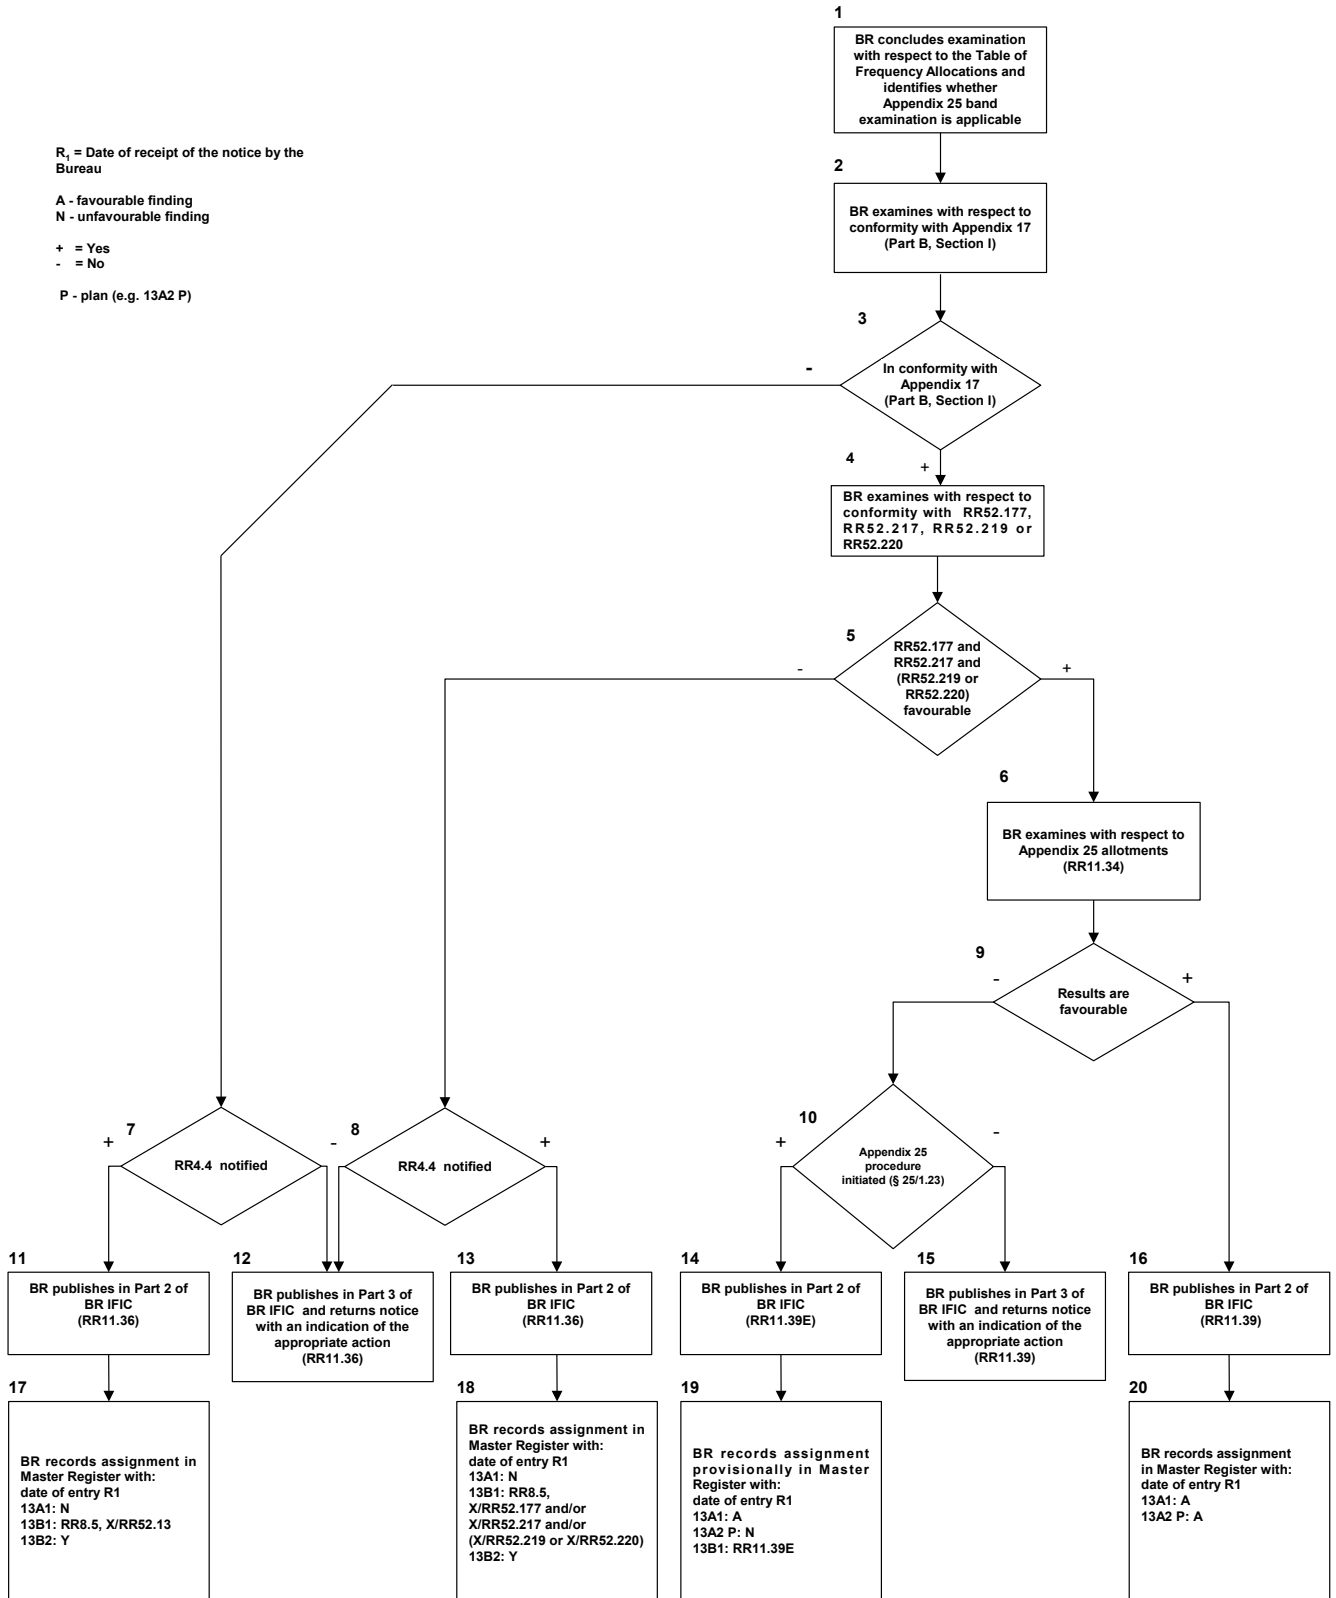 1
BR concludes examination
with respect to the Table of
Frequency Allocations and
identifies whether
Appendix 25 band
examination is applicable
R₁ = Date of receipt of the notice by the
Bureau
A - favourable finding
N - unfavourable finding
+ = Yes
- = No
P - plan (e.g. 13A2 P)
2
BR examines with respect to
conformity with Appendix 17
(Part B, Section I)
3
In conformity with
Appendix 17
(Part B, Section I)
-
+
4
BR examines with respect to
conformity with RR52.177,
RR52.217, RR52.219 or
RR52.220
5
RR52.177 and
RR52.217 and
(RR52.219 or
RR52.220)
favourable
-
+
6
BR examines with respect to
Appendix 25 allotments
(RR11.34)
9
Results are
favourable
-
+
7
RR4.4 notified
+
-
8
RR4.4 notified
+
10
Appendix 25
procedure
initiated (§ 25/1.23)
+
-
11
BR publishes in Part 2 of
BR IFIC
(RR11.36)
12
BR publishes in Part 3 of
BR IFIC and returns notice
with an indication of the
appropriate action
(RR11.36)
13
BR publishes in Part 2 of
BR IFIC
(RR11.36)
14
BR publishes in Part 2 of
BR IFIC
(RR11.39E)
15
BR publishes in Part 3 of
BR IFIC and returns notice
with an indication of the
appropriate action
(RR11.39)
16
BR publishes in Part 2 of
BR IFIC
(RR11.39)
17
BR records assignment in
Master Register with:
date of entry R1
13A1: N
13B1: RR8.5, X/RR52.13
13B2: Y
18
BR records assignment in
Master Register with:
date of entry R1
13A1: N
13B1: RR8.5,
X/RR52.177 and/or
X/RR52.217 and/or
(X/RR52.219 or X/RR52.220)
13B2: Y
19
BR records assignment
provisionally in Master
Register with:
date of entry R1
13A1: A
13A2 P: N
13B1: RR11.39E
20
BR records assignment
in Master Register with:
date of entry R1
13A1: A
13A2 P: A